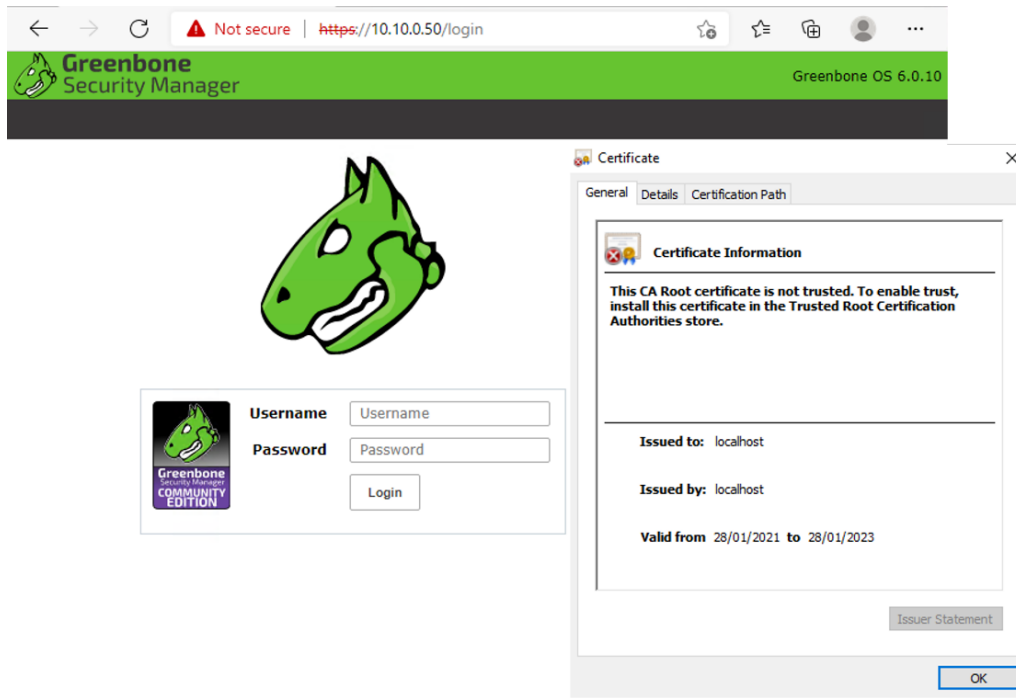 Not secure | https://10.10.0.50/login
Greenbone
Security Manager
Greenbone OS 6.0.10
Certificate
General Details Certification Path
Certificate Information
This CA Root certificate is not trusted. To enable trust,
install this certificate in the Trusted Root Certification
Authorities store.
Issued to: localhost
Issued by: localhost
Valid from 28/01/2021 to 28/01/2023
Issuer Statement
OK
Username Username
Password Password
Login
Greenbone
Security Manager
COMMUNITY
EDITION